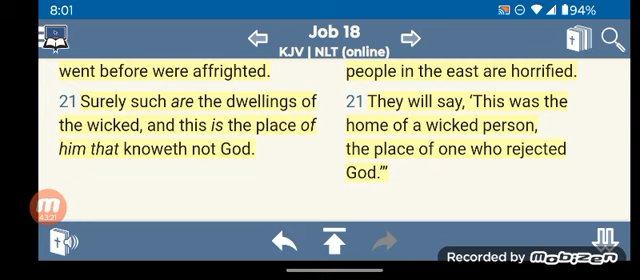 8:01
94%
Job 18
KJV | NLT (online)
went before were affrighted.
21 Surely such are the dwellings of
the wicked, and this is the place of
him that knoweth not God.
people in the east are horrified.
21 They will say, ‘This was the
home of a wicked person,
the place of one who rejected
God.’”
43:21
Recorded by Mobizen